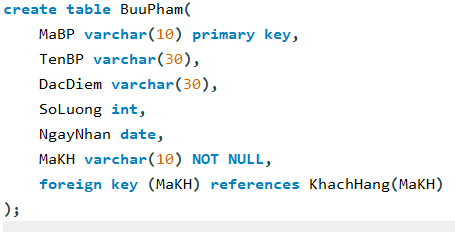 create table BuuPham(
MaBP varchar(10) primary key,
TenBP varchar(30),
DacDiem varchar(30),
SoLuong int,
NgayNhan date,
MaKH varchar(10) NOT NULL,
foreign key (MaKH) references KhachHang(MaKH)
);